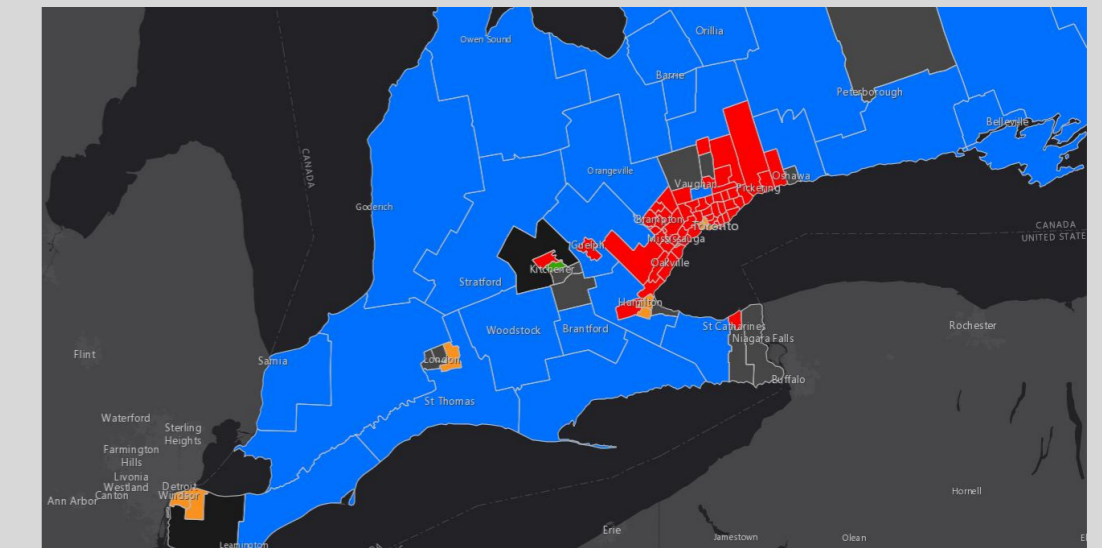 Orillia
Owen Sound
Barrie
Peterborough
Belleville
CANADA
Orangeville
Oshawa
Vaughan
Pickering
Goderich
Brampton
Toronto
CANADA
UNITED STATE
Mississauga
Guelph
Oakville
Kitchener
Stratford
Hamilton
Woodstock
Brantford
St Catharines
Rochester
Niagara Falls
Flint
Sarnia
London
Buffalo
St Thomas
Waterford
Sterling
Heights
Farmington
Hills
Livonia
Westland
Detroit
Canton
Windsor
Ann Arbor
Hornell
Erie
Jamestown
Olean
Leamington